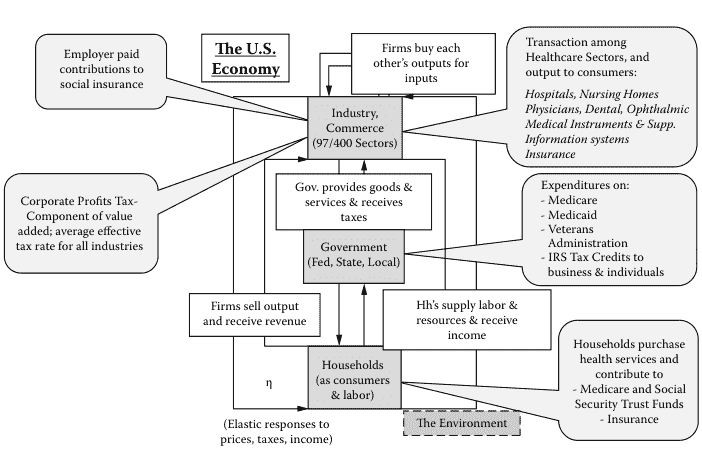 The U.S.
Economy
Employer paid
contributions to
social insurance
Firms buy each
other's outputs for
inputs
Transaction among
Healthcare Sectors, and
output to consumers:
Hospitals, Nursing Homes
Physicians, Dental, Ophthalmic
Medical Instruments & Supp.
Information systems
Insurance
Industry,
Commerce
(97/400 Sectors)
Corporate Profits Tax-
Component of value
added; average effective
tax rate for all industries
Gov. provides goods &
services & receives
taxes
Expenditures on:
- Medicare
- Medicaid
- Veterans
Administration
- IRS Tax Credits to
business & individuals
Government
(Fed, State, Local)
Firms sell output
and receive revenue
Hh's supply labor &
resources & receive
income
Households
(as consumers
& labor)
Households purchase
health services and
contribute to
- Medicare and Social
Security Trust Funds
- Insurance
η
The Environment
(Elastic responses to
prices, taxes, income)